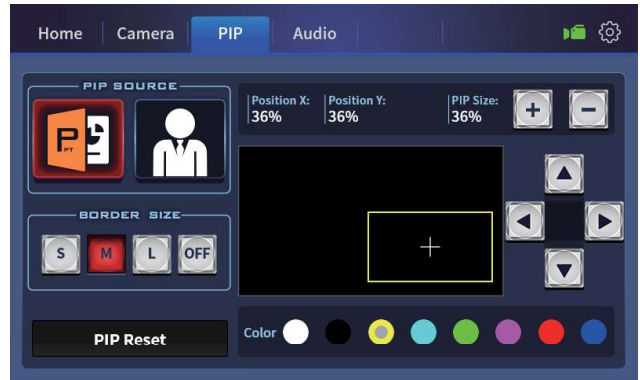 Home Camera PIP Audio
PIP SOURCE
P
PT
BORDER SIZE
S M L OFF
PIP Reset
Position X: Position Y: PIP Size:
36% 36% 36%
+ −
Color